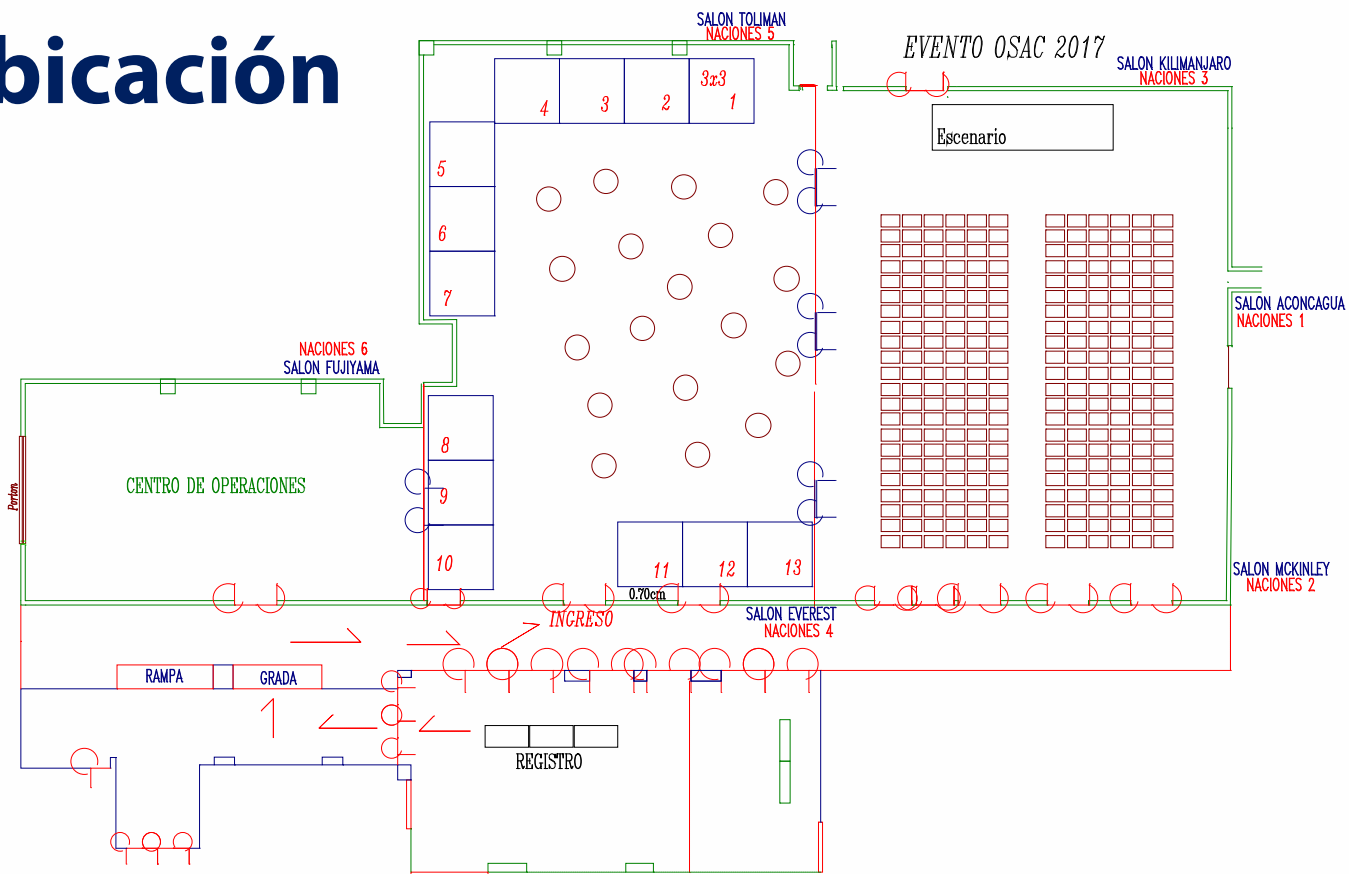 bicación
SALON TOLIMAN
NACIONES 5
EVENTO OSAC 2017
SALON KILIMANJARO
NACIONES 3
3x3
4
3
2
1
Escenario
5
6
7
SALON ACONCAGUA
NACIONES 1
NACIONES 6
SALON FUJIYAMA
8
CENTRO DE OPERACIONES
9
Porton
10
11
12
13
0.70cm
SALON MCKINLEY
NACIONES 2
INGRESO
SALON EVEREST
NACIONES 4
RAMPA
GRADA
REGISTRO